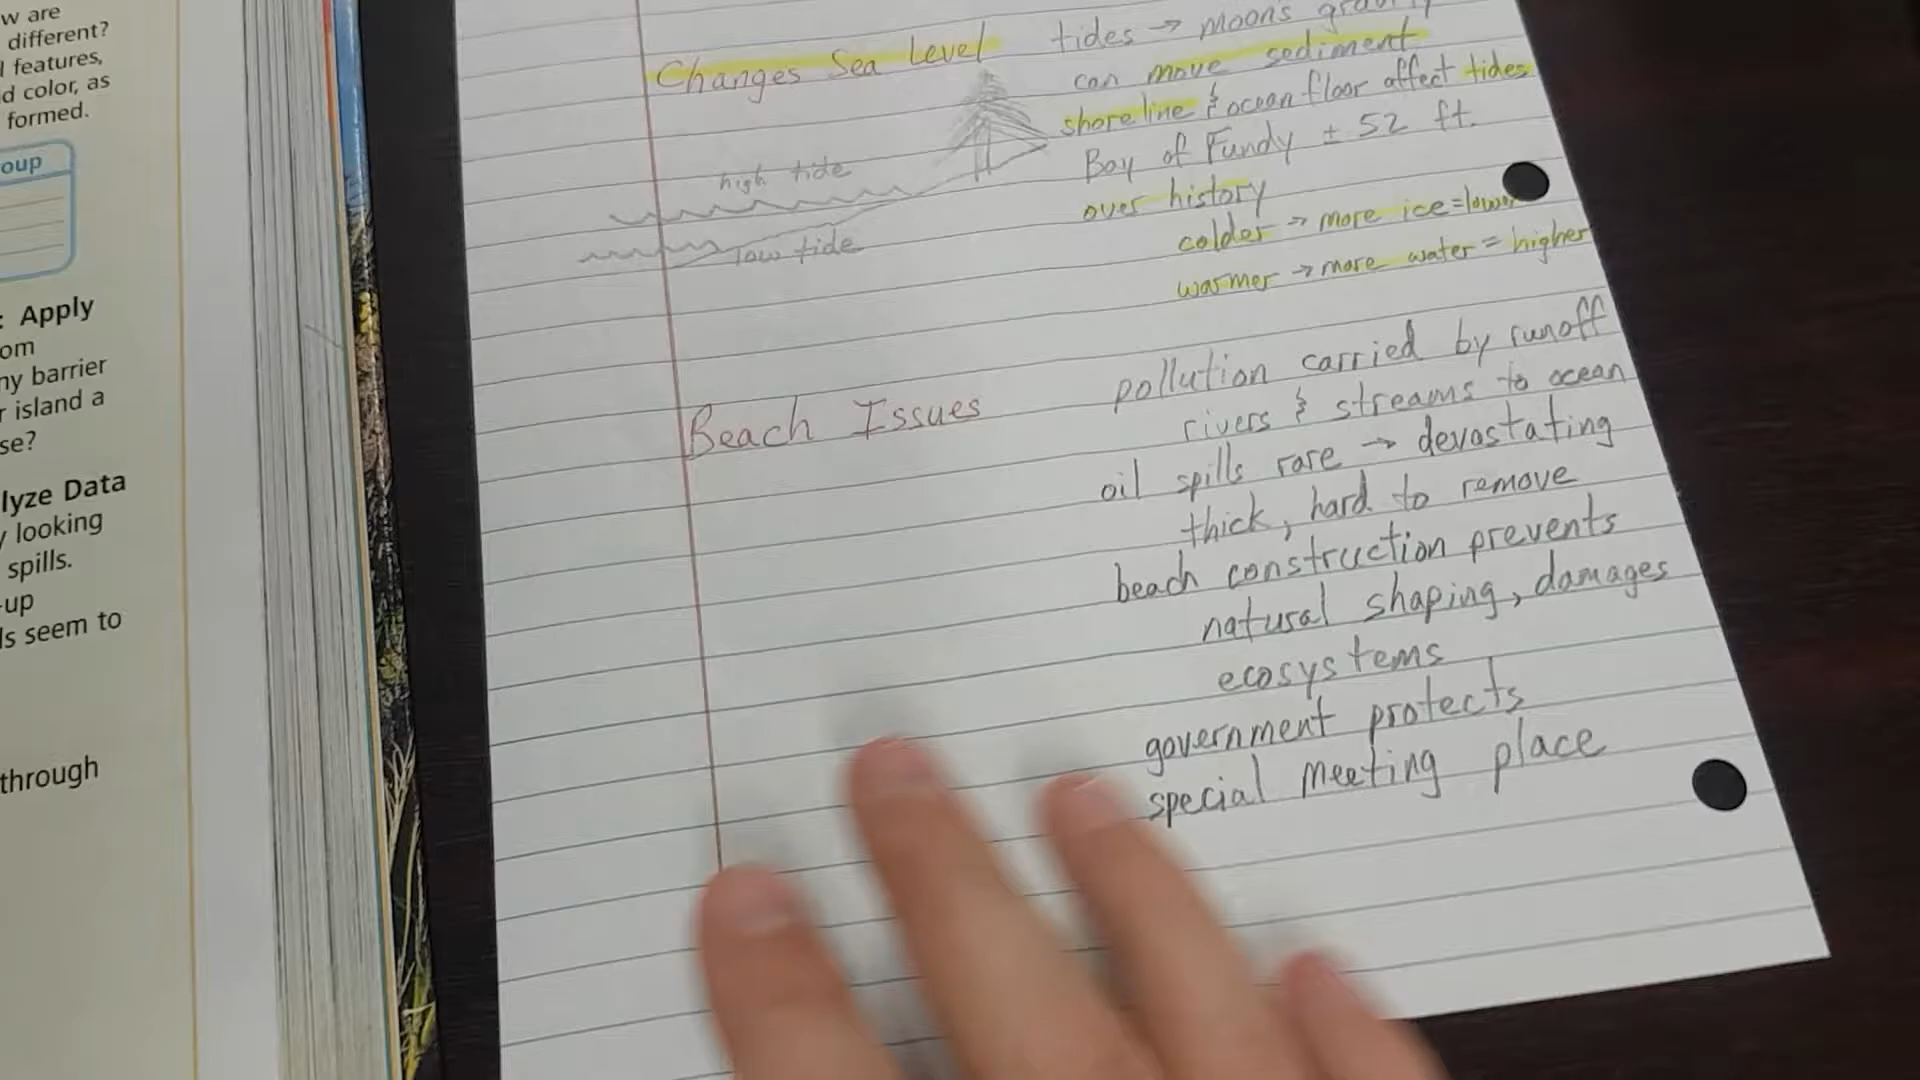 w are
different?
features,
d color, as
formed.
oup
: Apply
om
ny barrier
r island a
se?
lyze Data
y looking
spills.
-up
ls seem to
through
Changes Sea Level
high tide
low tide
tides → moons gravity
can move sediment
shoreline & ocean floor affect tides
Bay of Fundy ± 52 ft.
over history
colder → more ice = lower
warmer → more water = higher
Beach Issues
pollution carried by runoff
rivers & streams to ocean
oil spills rare → devastating
thick, hard to remove
beach construction prevents
natural shaping, damages
ecosystems
government protects
special meeting place